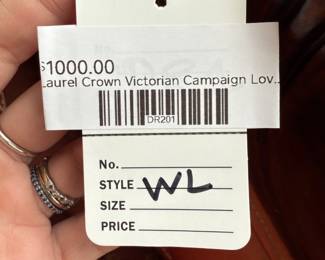 $1000.00
Laurel Crown Victorian Campaign Lov...
DR201
No.
STYLE WL
SIZE
PRICE